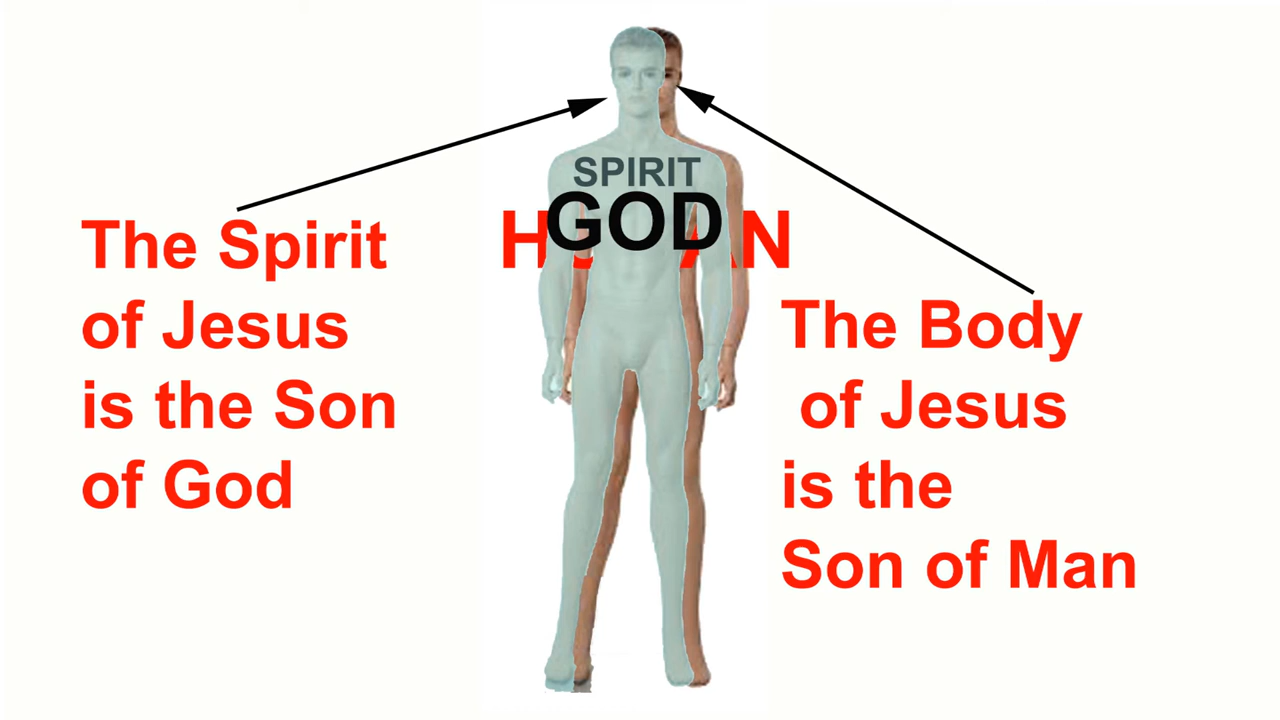 SPIRIT
GOD
The Spirit
of Jesus
is the Son
of God
The Body
of Jesus
is the
Son of Man